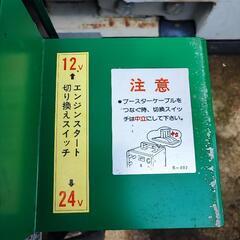 12V
エンジンスタート
切り換えスイッチ
24V
注意
●ブースターケーブルを
つなぐ時、切換スイッ
チは中立にして下さい。